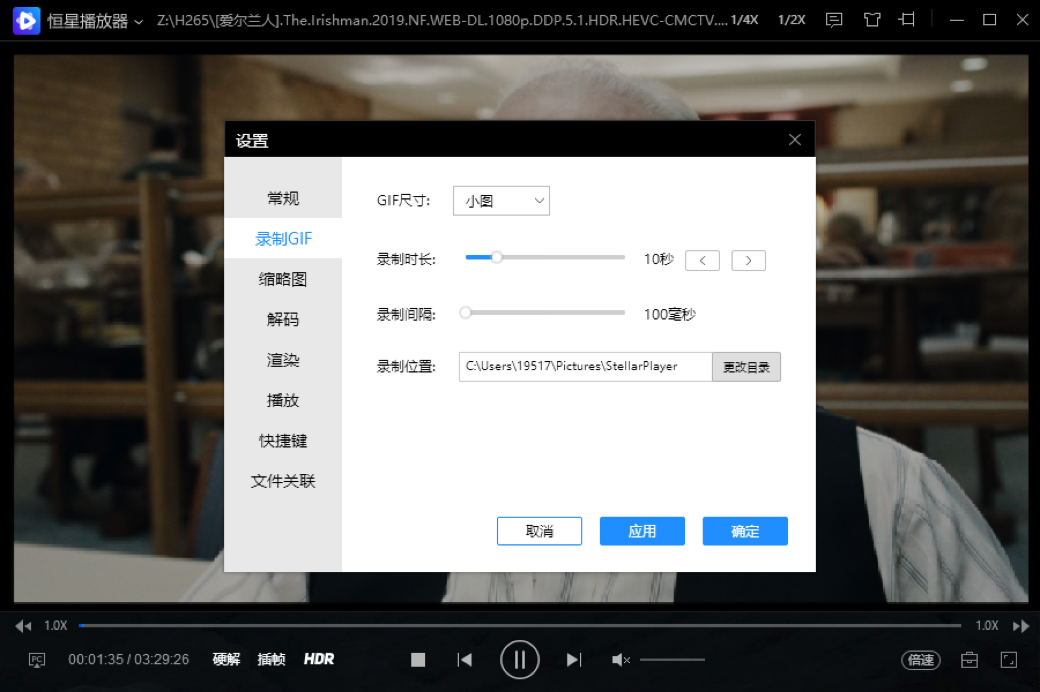 恒星播放器 Z:\H265\[爱尔兰人].The.Irishman.2019.NF.WEB-DL.1080p.DDP.5.1.HDR.HEVC-CMCTV.... 1/4X 1/2X
设置
常规
录制GIF
缩略图
解码
渲染
播放
快捷键
文件关联
GIF尺寸: 小图
录制时长: 10秒
录制间隔: 100毫秒
录制位置: C:\Users\19517\Pictures\StellarPlayer 更改目录
取消 应用 确定
1.0X 1.0X
PC 00:01:35 / 03:29:26 硬解 插帧 HDR 倍速